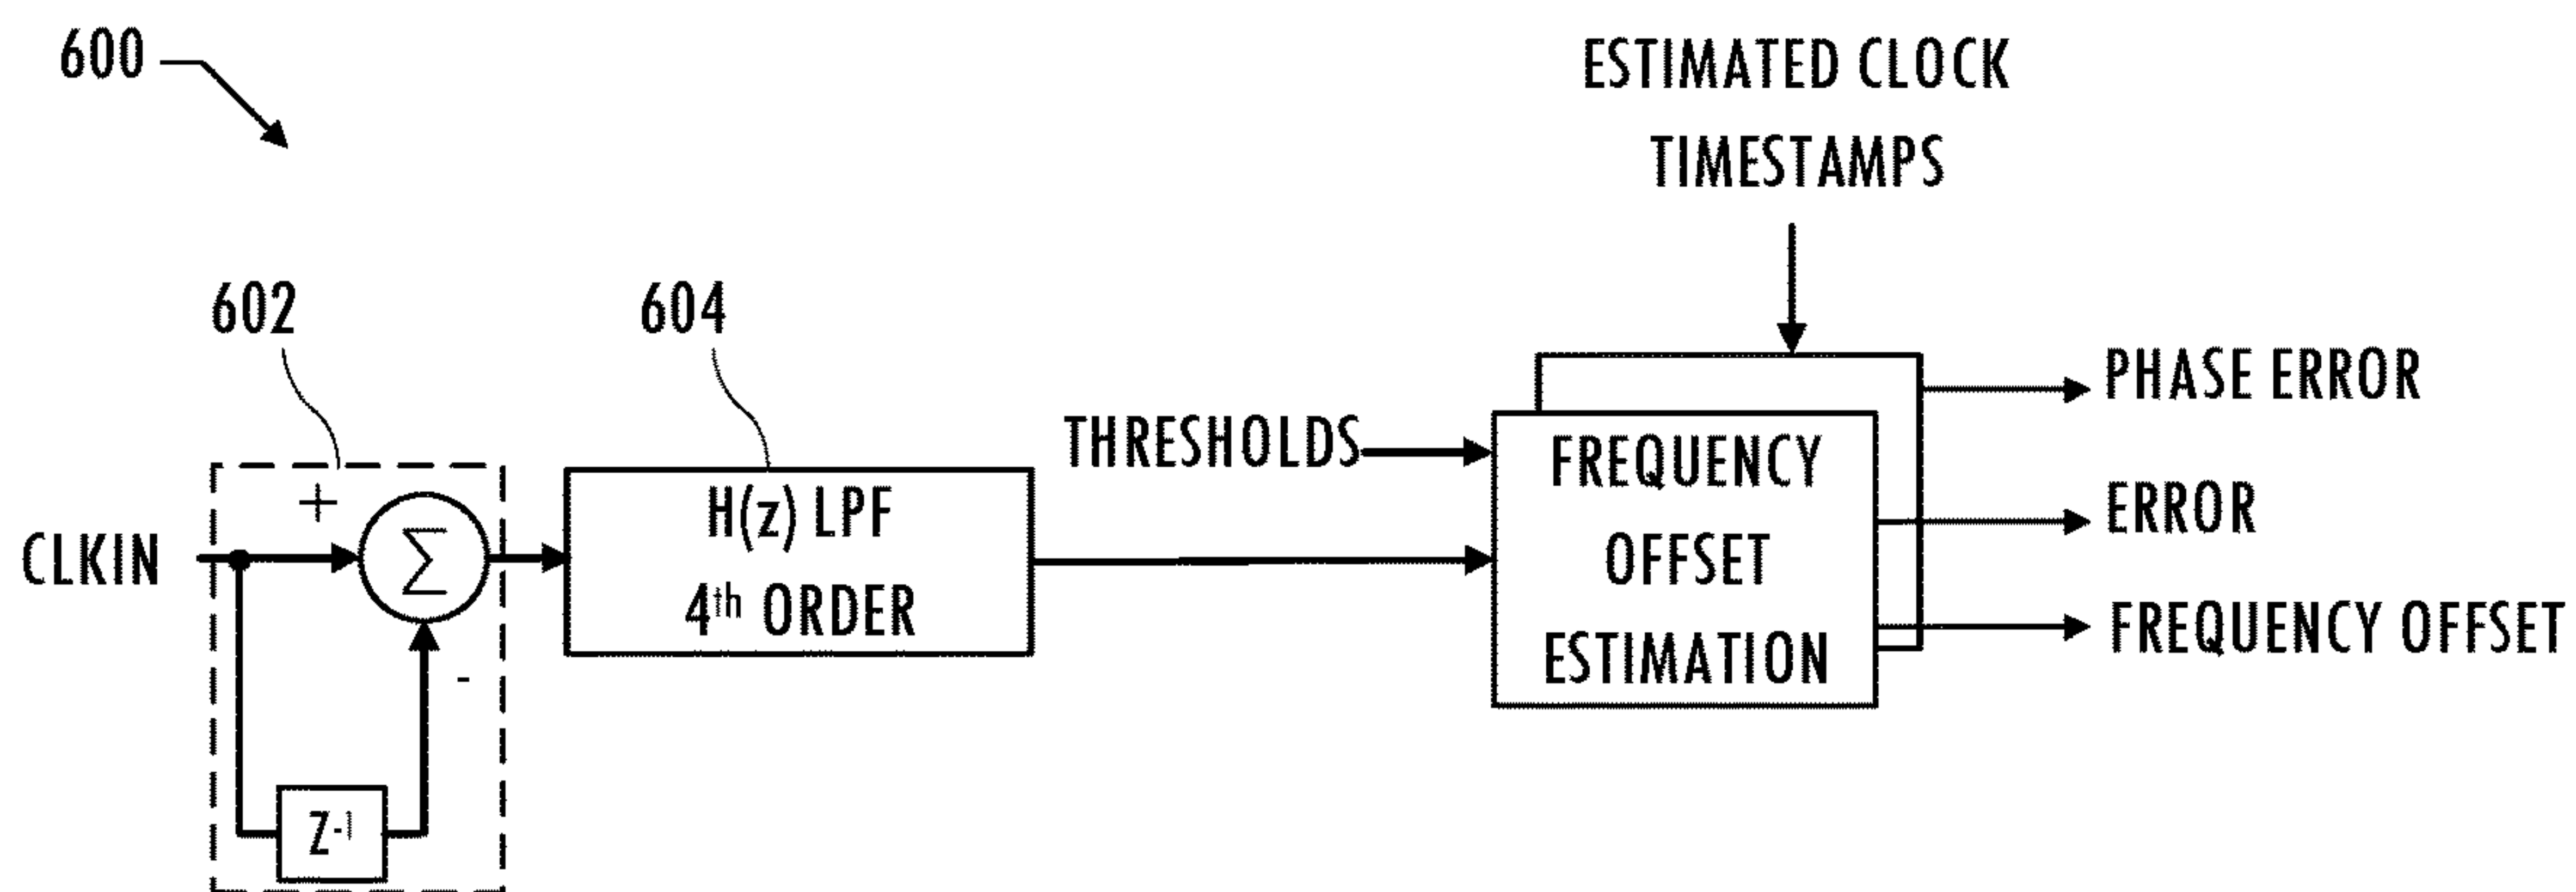 600
ESTIMATED CLOCK
TIMESTAMPS
602
604
PHASE ERROR
THRESHOLDS
FREQUENCY
OFFSET
ESTIMATION
ERROR
FREQUENCY OFFSET
CLKIN
+
Σ
-
Z-1
H(z) LPF
4th ORDER